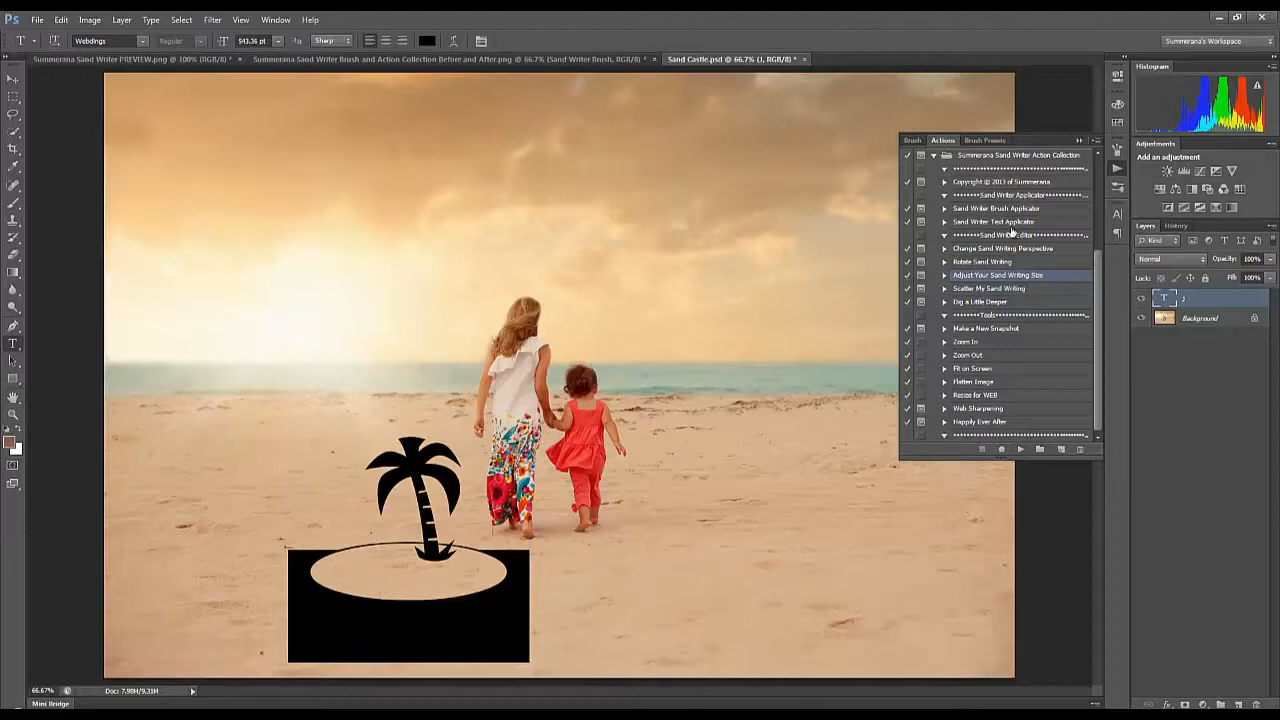 Ps File Edit Image Layer Type Select Filter View Window Help
T Webdings Regular 543.36 pt Sharp Summerana's Workspace
Summerana Sand Writer PREVIEW.png @ 100% (RGB/8) * × Summerana Sand Writer Brush and Action Collection Before and After.png @ 66.7% (Sand Writer Brush, RGB/8) * × Sand Castle.psd @ 66.7% (J, RGB/8) * ×
Histogram
Brush Actions Brush Presets
Summerana Sand Writer Action Collection
Copyright © 2013 of Summerana
Sand Writer Applicator
Sand Writer Brush Applicator
Sand Writer Text Applicator
Sand Writer Editor
Change Sand Writing Perspective
Rotate Sand Writing
Adjust Your Sand Writing Size
Scatter My Sand Writing
Dig a Little Deeper
Tools
Make a New Snapshot
Zoom In
Zoom Out
Fit on Screen
Flatten Image
Resize for WEB
Web Sharpening
Happily Ever After
Adjustments
Add an adjustment
Layers History
Kind
Normal Opacity: 100%
Lock: Fill: 100%
T J
Background
66.67% Doc: 7.98M/9.31M
Mini Bridge